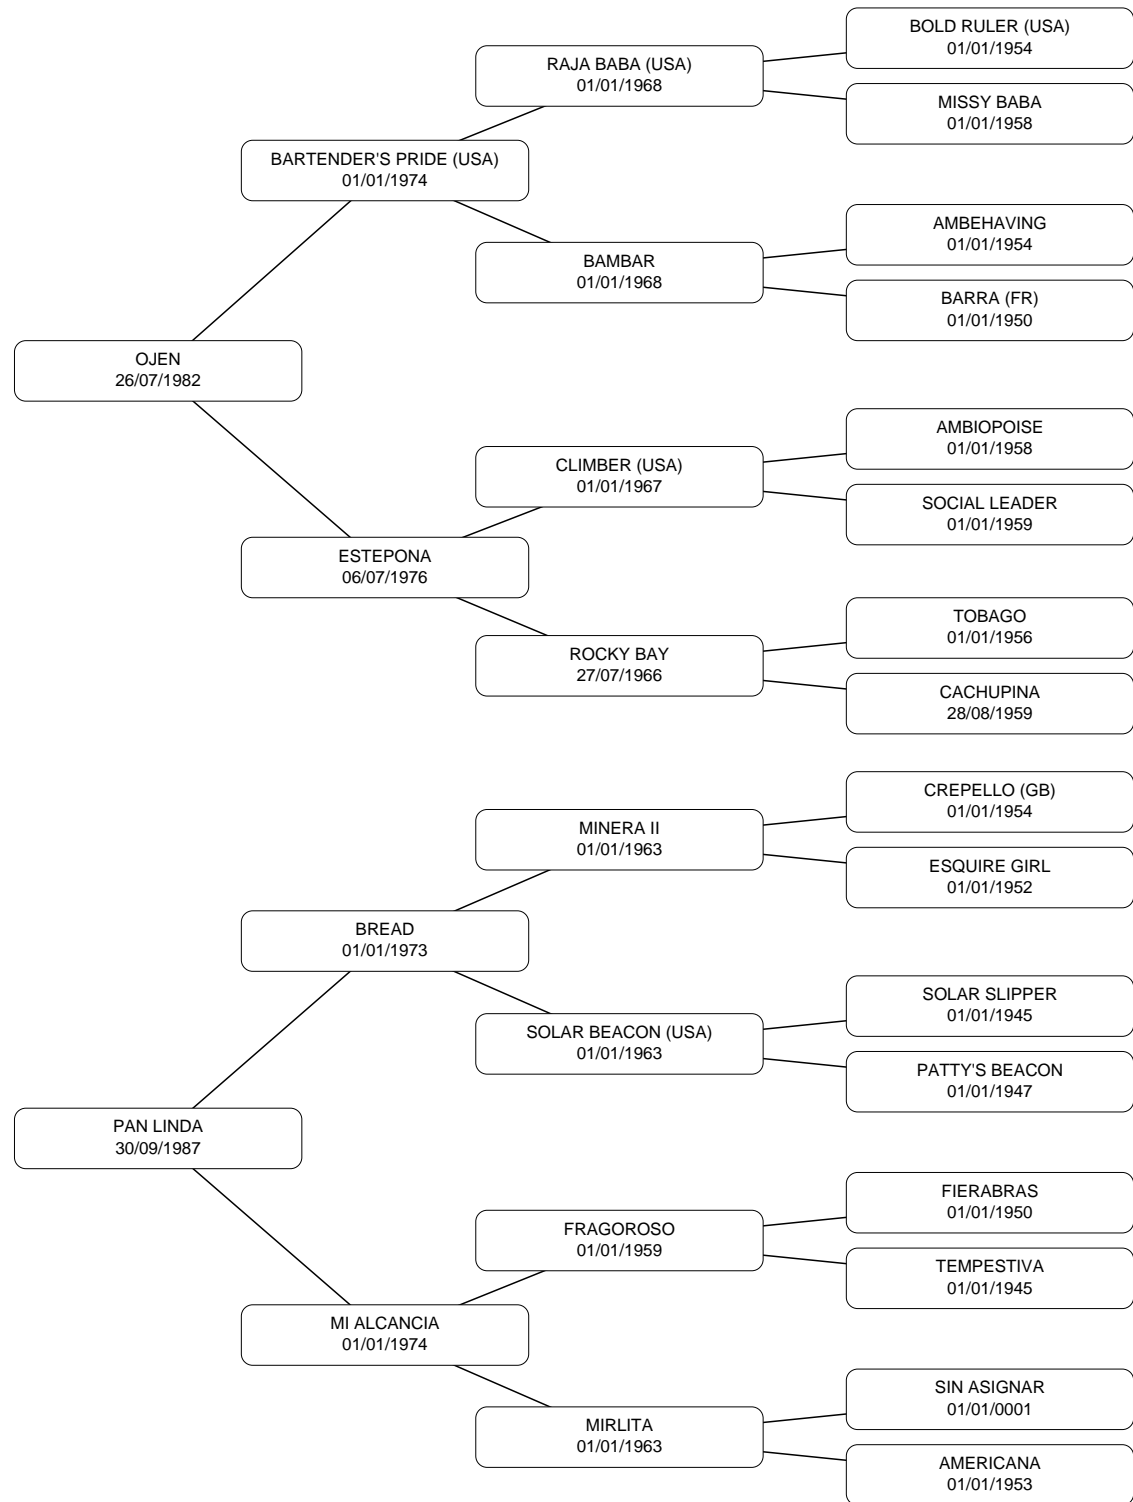 BOLD RULER (USA)
01/01/1954
RAJA BABA (USA)
01/01/1968
MISSY BABA
01/01/1958
BARTENDER'S PRIDE (USA)
01/01/1974
AMBEHAVING
01/01/1954
BAMBAR
01/01/1968
BARRA (FR)
01/01/1950
OJEN
26/07/1982
AMBIOPOISE
01/01/1958
CLIMBER (USA)
01/01/1967
SOCIAL LEADER
01/01/1959
ESTEPONA
06/07/1976
TOBAGO
01/01/1956
ROCKY BAY
27/07/1966
CACHUPINA
28/08/1959
CREPELLO (GB)
01/01/1954
MINERA II
01/01/1963
ESQUIRE GIRL
01/01/1952
BREAD
01/01/1973
SOLAR SLIPPER
01/01/1945
SOLAR BEACON (USA)
01/01/1963
PATTY'S BEACON
01/01/1947
PAN LINDA
30/09/1987
FIERABRAS
01/01/1950
FRAGOROSO
01/01/1959
TEMPESTIVA
01/01/1945
MI ALCANCIA
01/01/1974
SIN ASIGNAR
01/01/0001
MIRLITA
01/01/1963
AMERICANA
01/01/1953